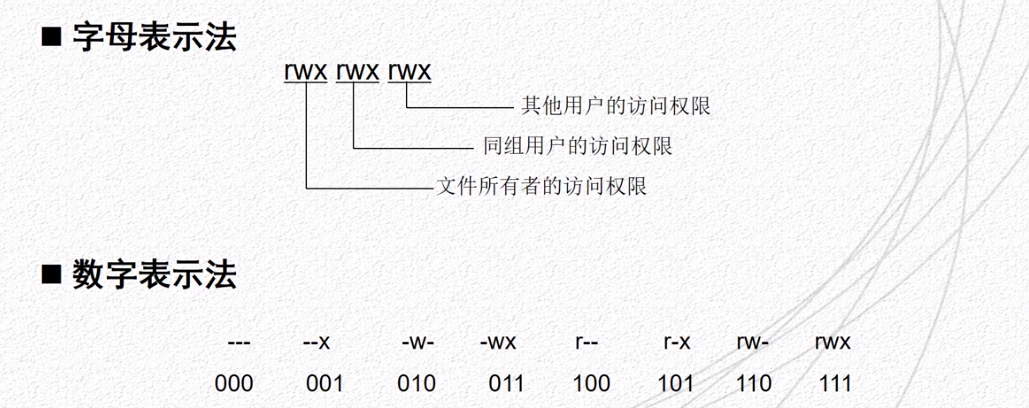 ■ 字母表示法
rwx rwx rwx
其他用户的访问权限
同组用户的访问权限
文件所有者的访问权限
■ 数字表示法
--- --x -w- -wx r-- r-x rw- rwx
000 001 010 011 100 101 110 111